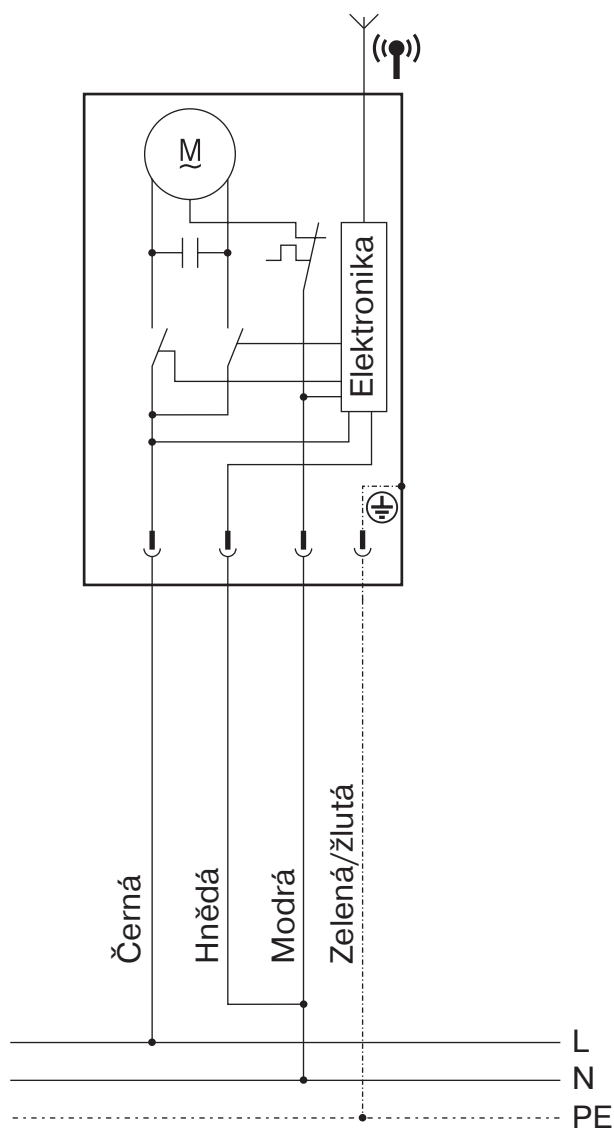 M
~
Elektronika
Černá
Hnědá
Modrá
Zelená/žlutá
L
N
PE